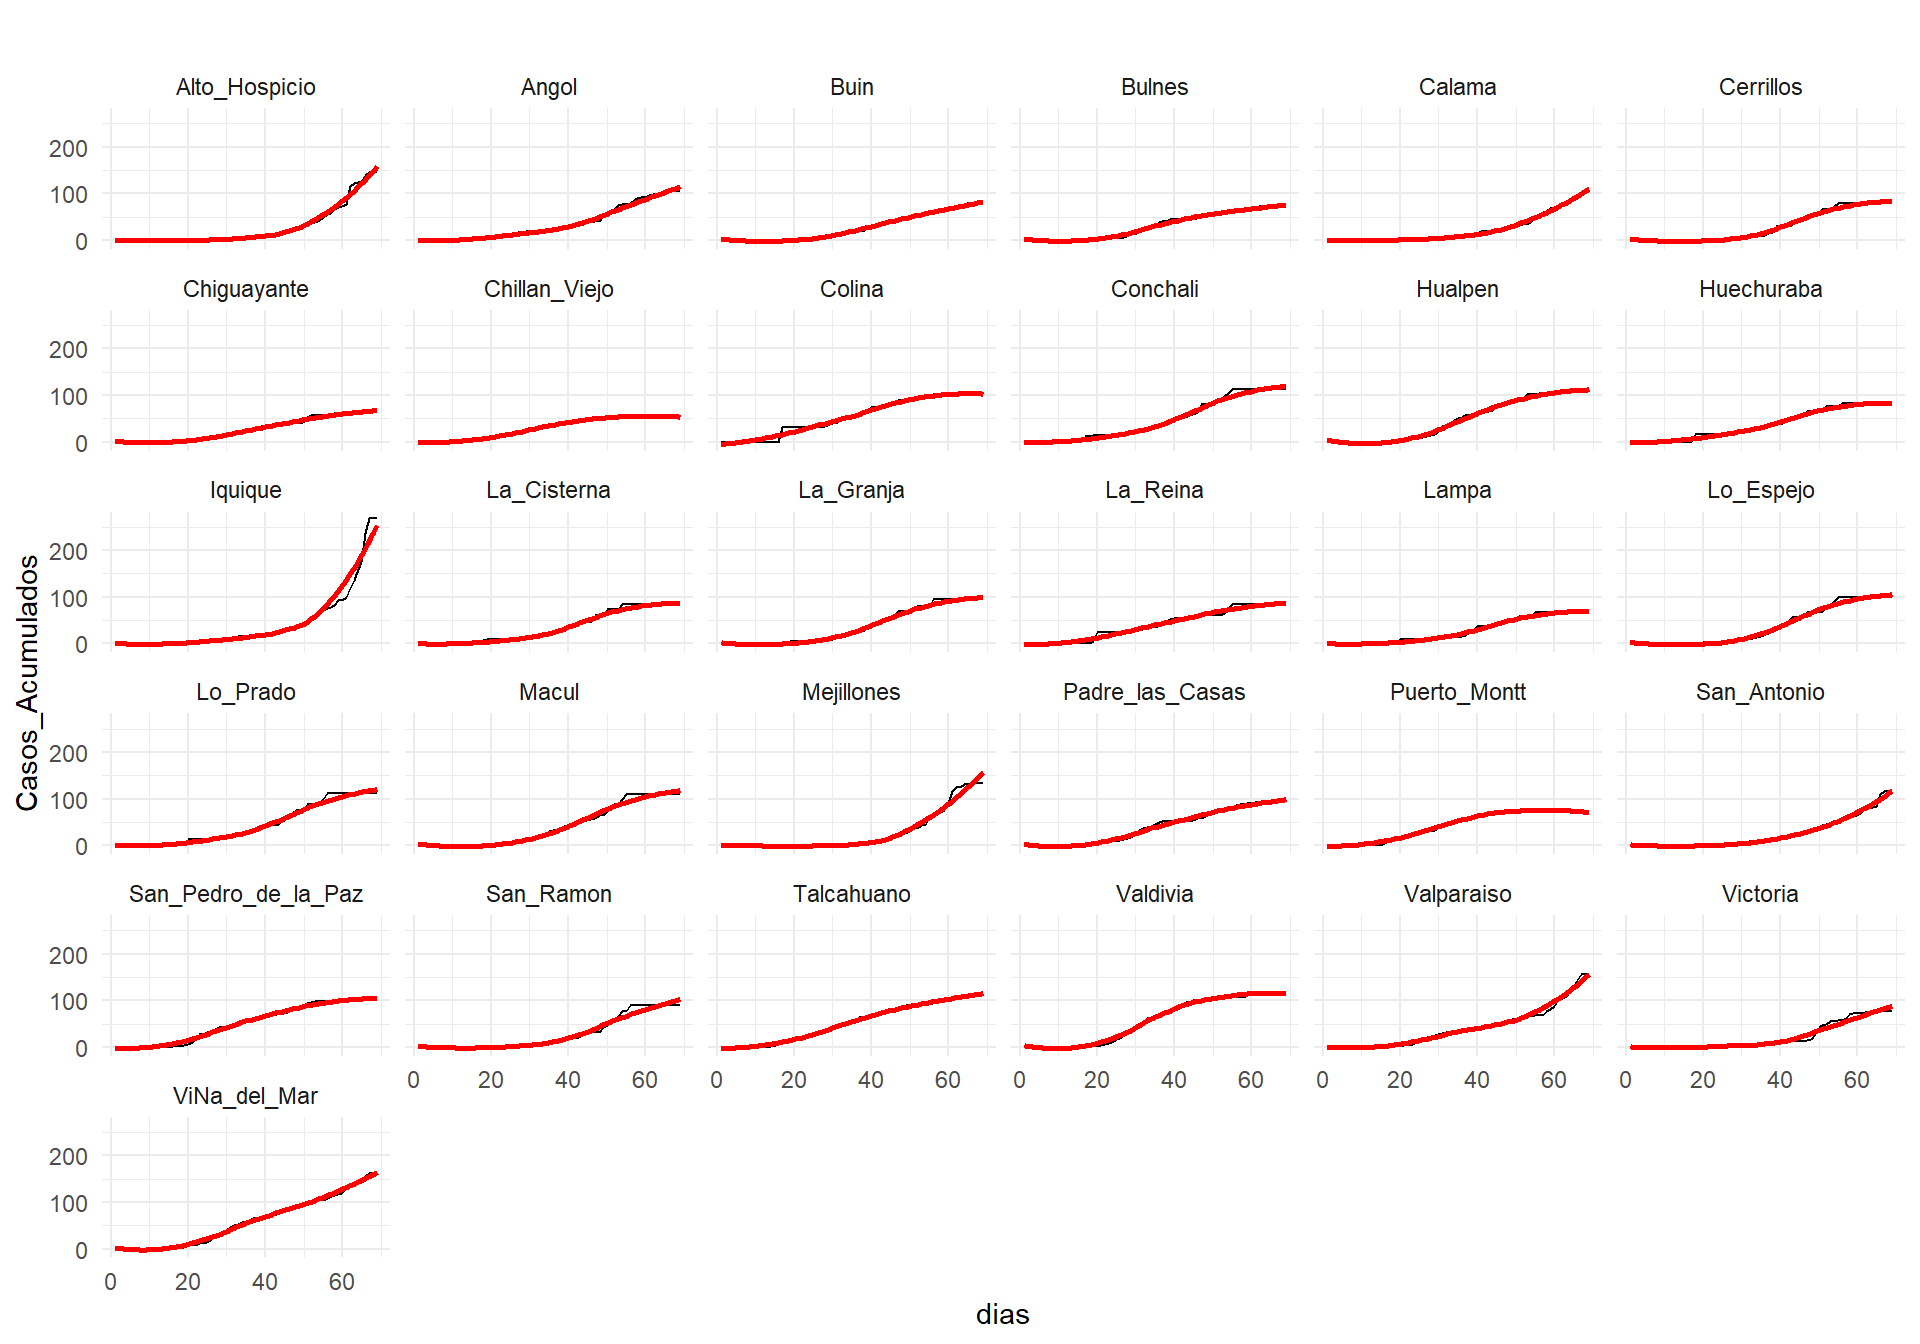 Alto_Hospicio Angol Buin Bulnes Calama Cerrillos
200
100
0
Chiguayante Chillan_Viejo Colina Conchali Hualpen Huechuraba
200
100
0
Iquique La_Cisterna La_Granja La_Reina Lampa Lo_Espejo
200
100
0
Lo_Prado Macul Mejillones Padre_las_Casas Puerto_Montt San_Antonio
200
100
0
San_Pedro_de_la_Paz San_Ramon Talcahuano Valdivia Valparaiso Victoria
200
100
0
0 20 40 60 0 20 40 60 0 20 40 60 0 20 40 60 0 20 40 60
ViNa_del_Mar
200
100
0
0 20 40 60
Casos_Acumulados
dias